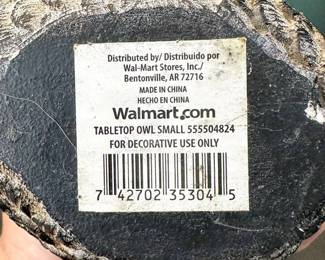 Distributed by/ Distribuido por
Wal-Mart Stores, Inc./
Bentonville, AR 72716
MADE IN CHINA
HECHO EN CHINA
Walmart.com
TABLETOP OWL SMALL 555504824
FOR DECORATIVE USE ONLY
7 42702 35304 5